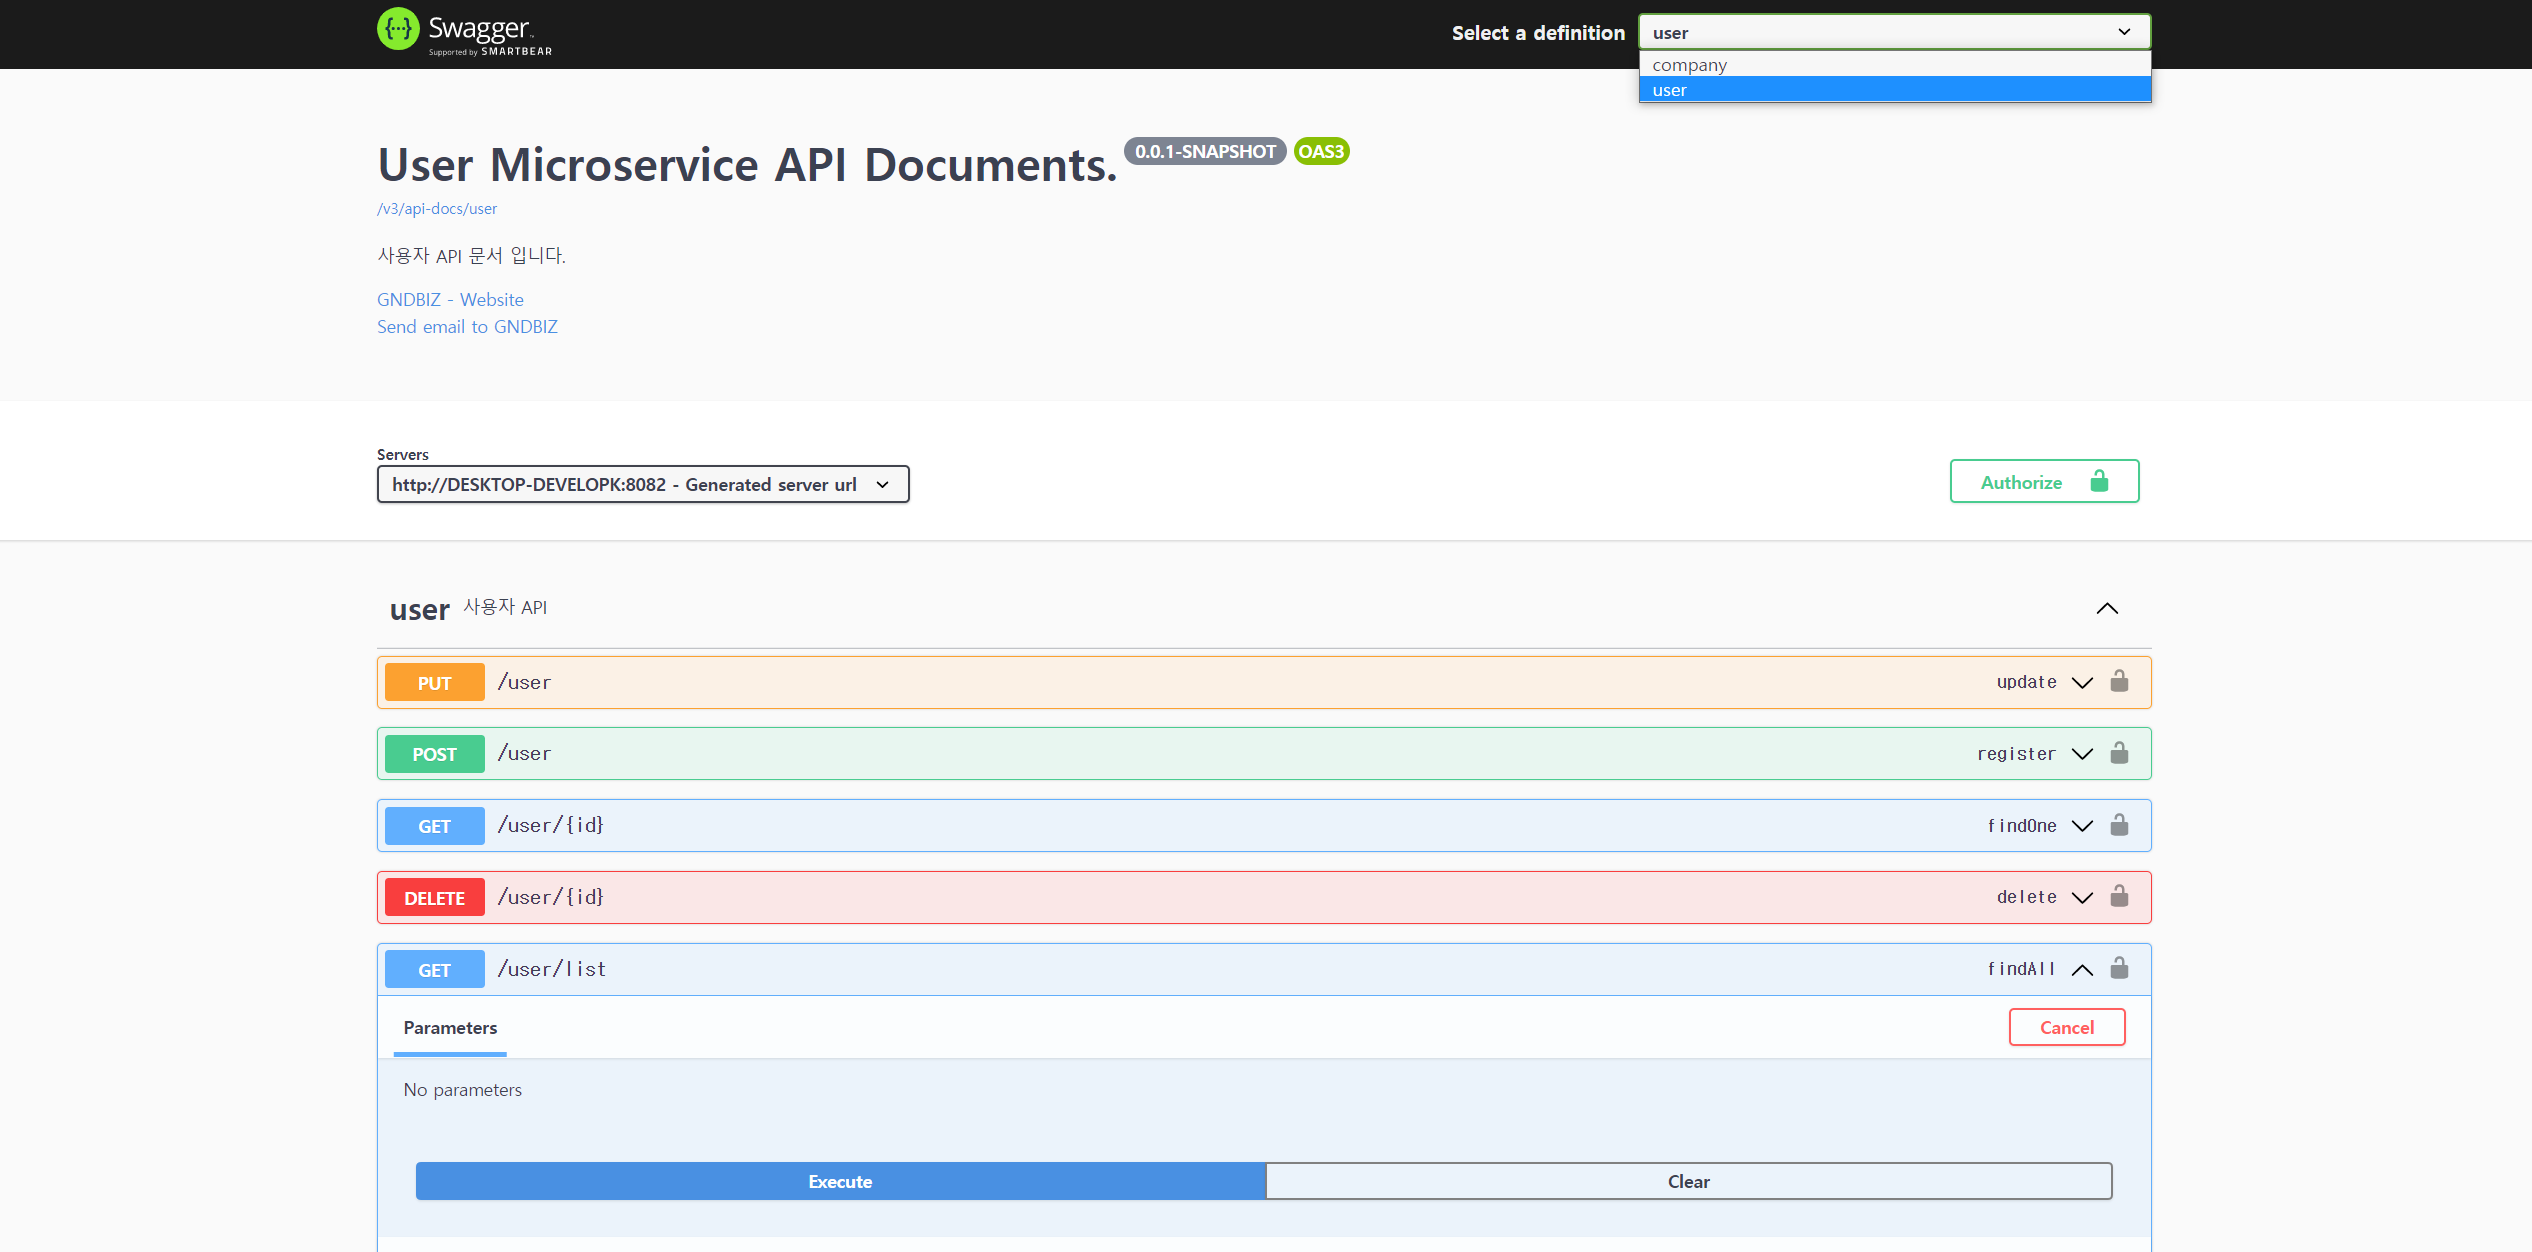 Swagger
Supported by SMARTBEAR
Select a definition
user
company
user
User Microservice API Documents.
0.0.1-SNAPSHOT
OAS3
/v3/api-docs/user
사용자 API 문서 입니다.
GNDBIZ - Website
Send email to GNDBIZ
Servers
http://DESKTOP-DEVELOPK:8082 - Generated server url
Authorize
user 사용자 API
PUT /user update
POST /user register
GET /user/{id} findOne
DELETE /user/{id} delete
GET /user/list findAll
Parameters
Cancel
No parameters
Execute
Clear